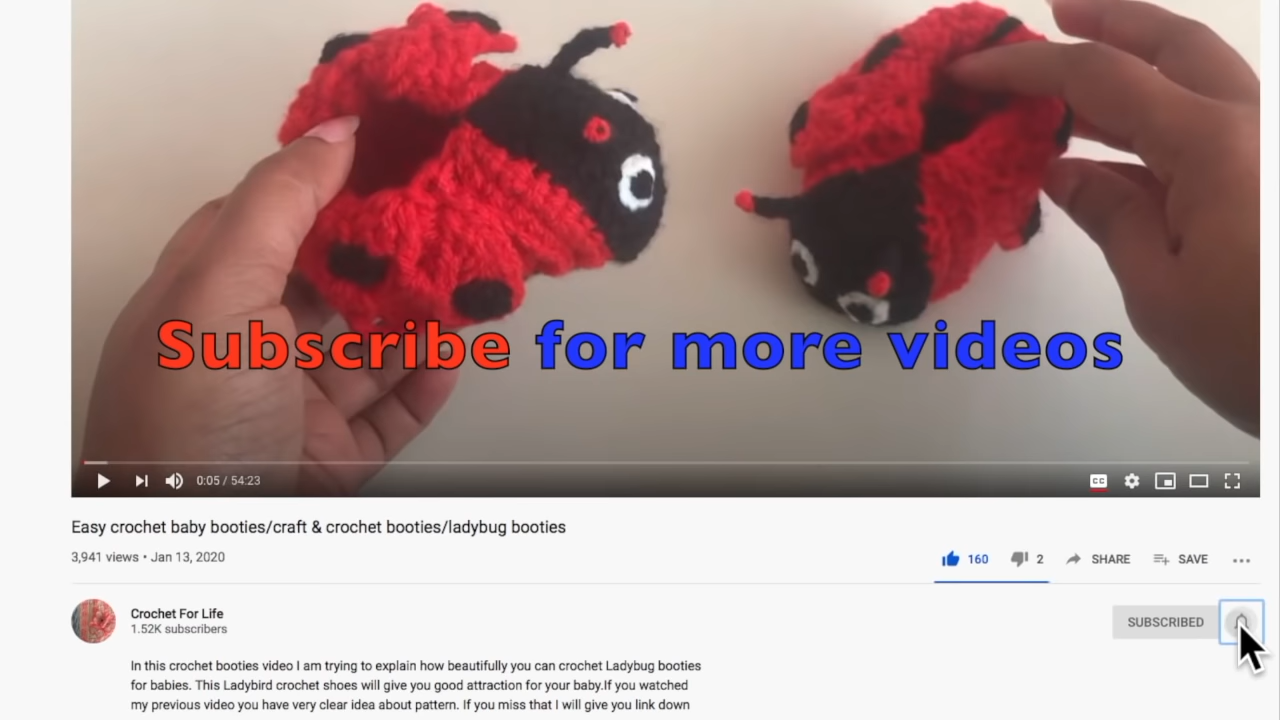 Subscribe for more videos
0:05 / 54:23
CC
Easy crochet baby booties/craft & crochet booties/ladybug booties
3,941 views • Jan 13, 2020
160 2 SHARE SAVE
Crochet For Life
1.52K subscribers
SUBSCRIBED
In this crochet booties video I am trying to explain how beautifully you can crochet Ladybug booties
for babies. This Ladybird crochet shoes will give you good attraction for your baby.If you watched
my previous video you have very clear idea about pattern. If you miss that I will give you link down